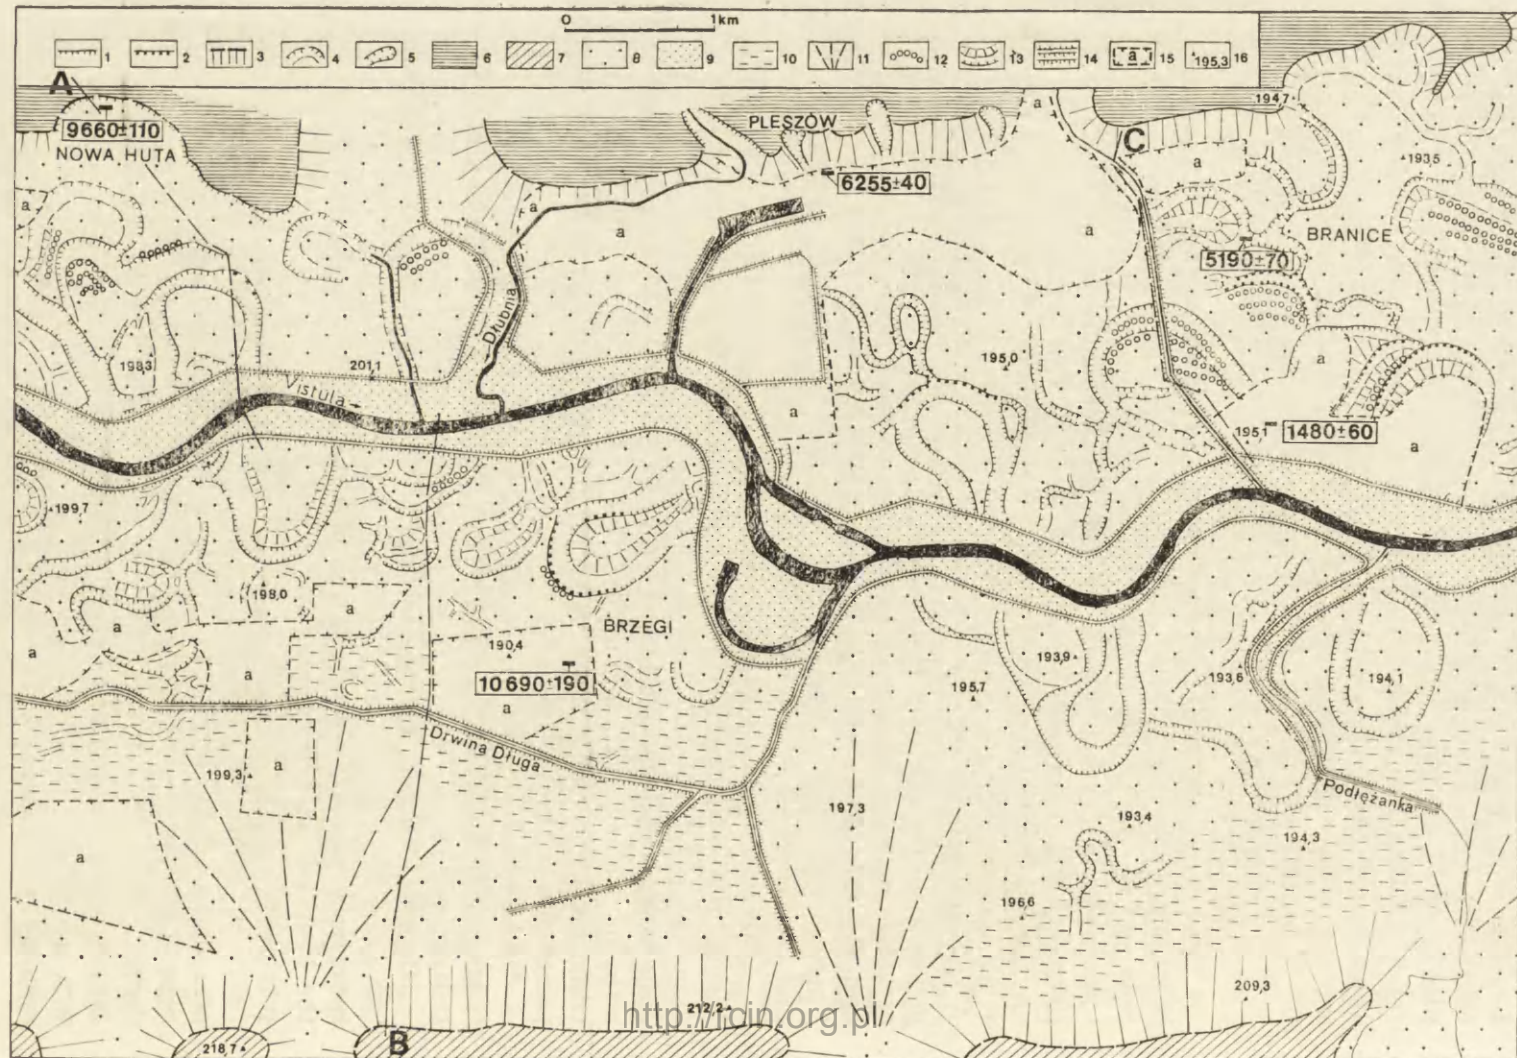 0 1km
1 2 3 4 5 6 7 8 9 10 11 12 13 14 a 15 195,3 16
A
9660±110
NOWA HUTA
PLESZÓW
6255±40
a
a
a
a
a
C
a
194,7
193,5
BRANICE
5190±70
Dłubnia
198,3
201,1
Vistula
195,0
a
a
195,1
1480±60
a
199,7
198,0
a
a
a
a
BRZEGI
190,4
10 690±190
a
193,9
195,7
193,6
194,1
Drwina Długa
199,3
a
197,3
Podłężanka
193,4
194,3
a
196,6
212,2
209,3
218,7
B
http://rcin.org.pl